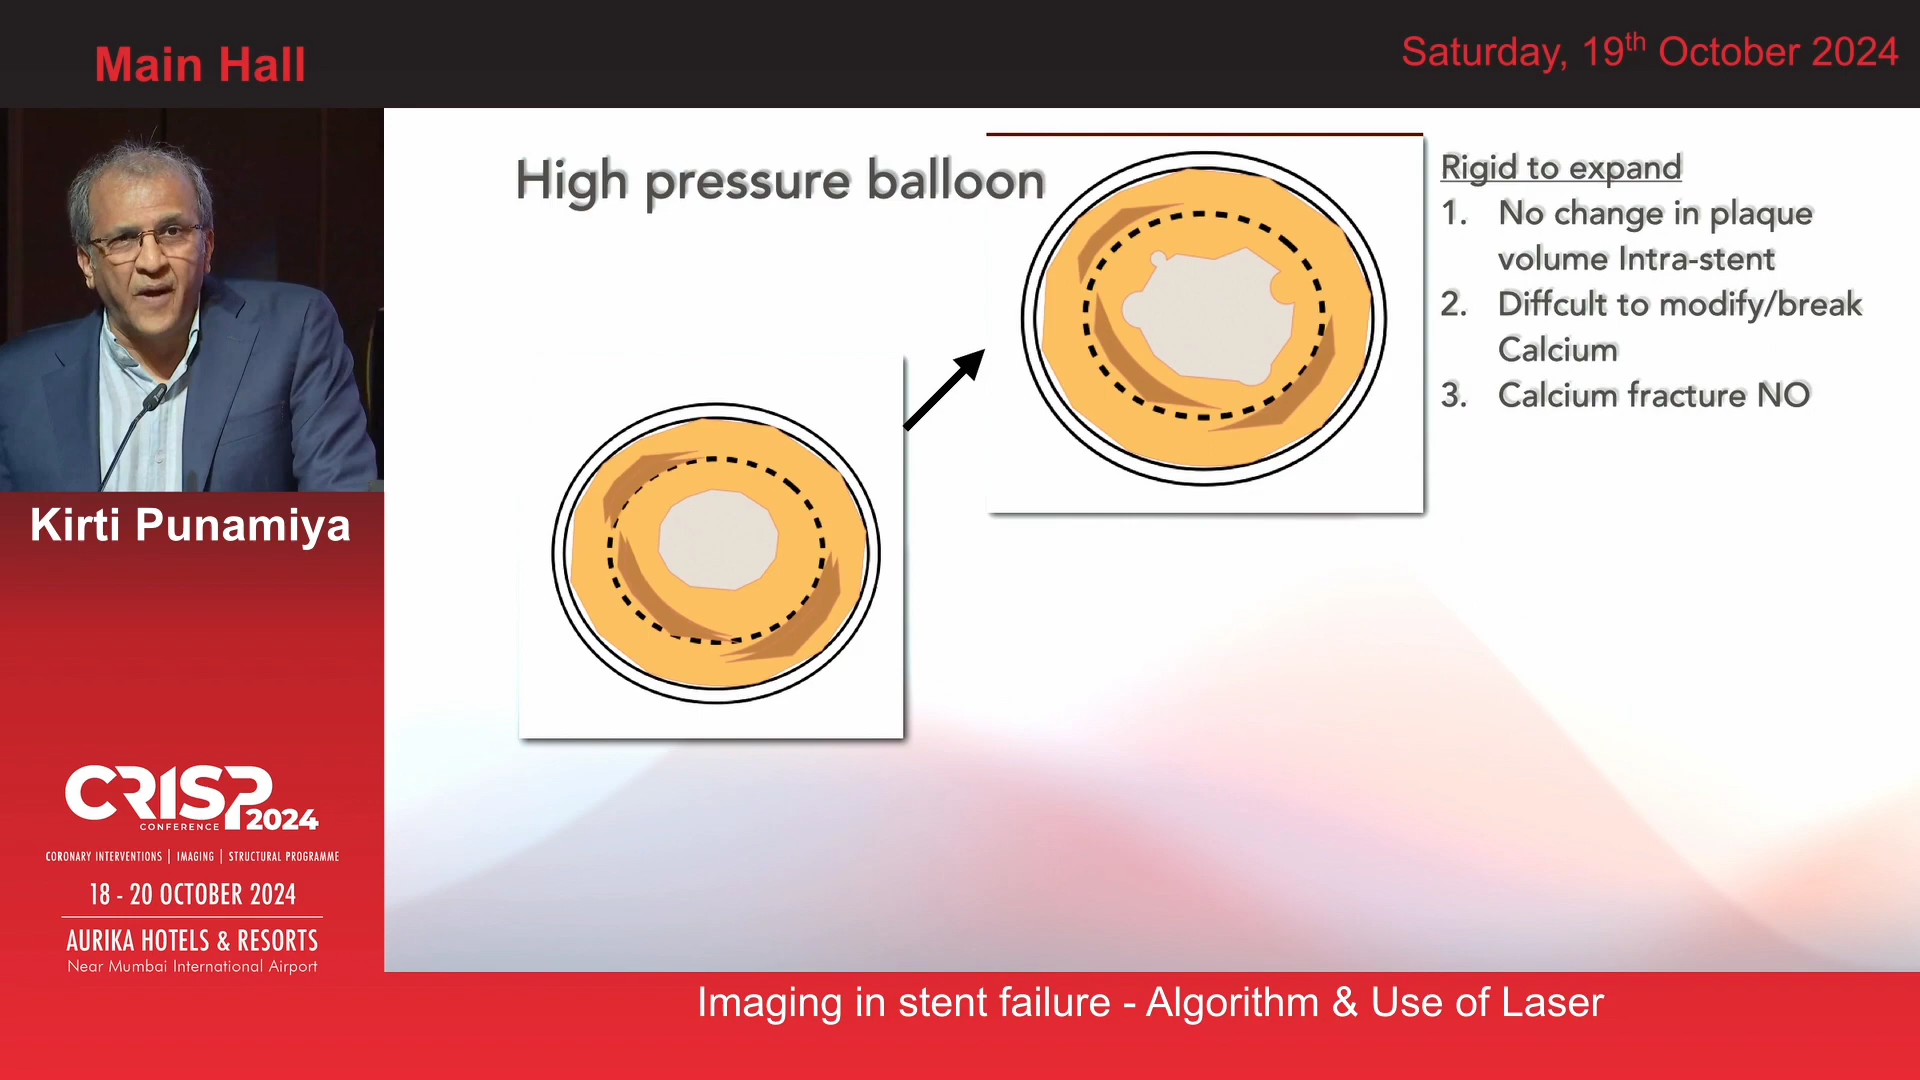 Main Hall
Saturday, 19th October 2024
High pressure balloon
Rigid to expand
1. No change in plaque
volume Intra-stent
2. Diffcult to modify/break
Calcium
3. Calcium fracture NO
Kirti Punamiya
CRISP 2024
CONFERENCE
CORONARY INTERVENTIONS | IMAGING | STRUCTURAL PROGRAMME
18 - 20 OCTOBER 2024
AURIKA HOTELS & RESORTS
Near Mumbai International Airport
Imaging in stent failure - Algorithm & Use of Laser